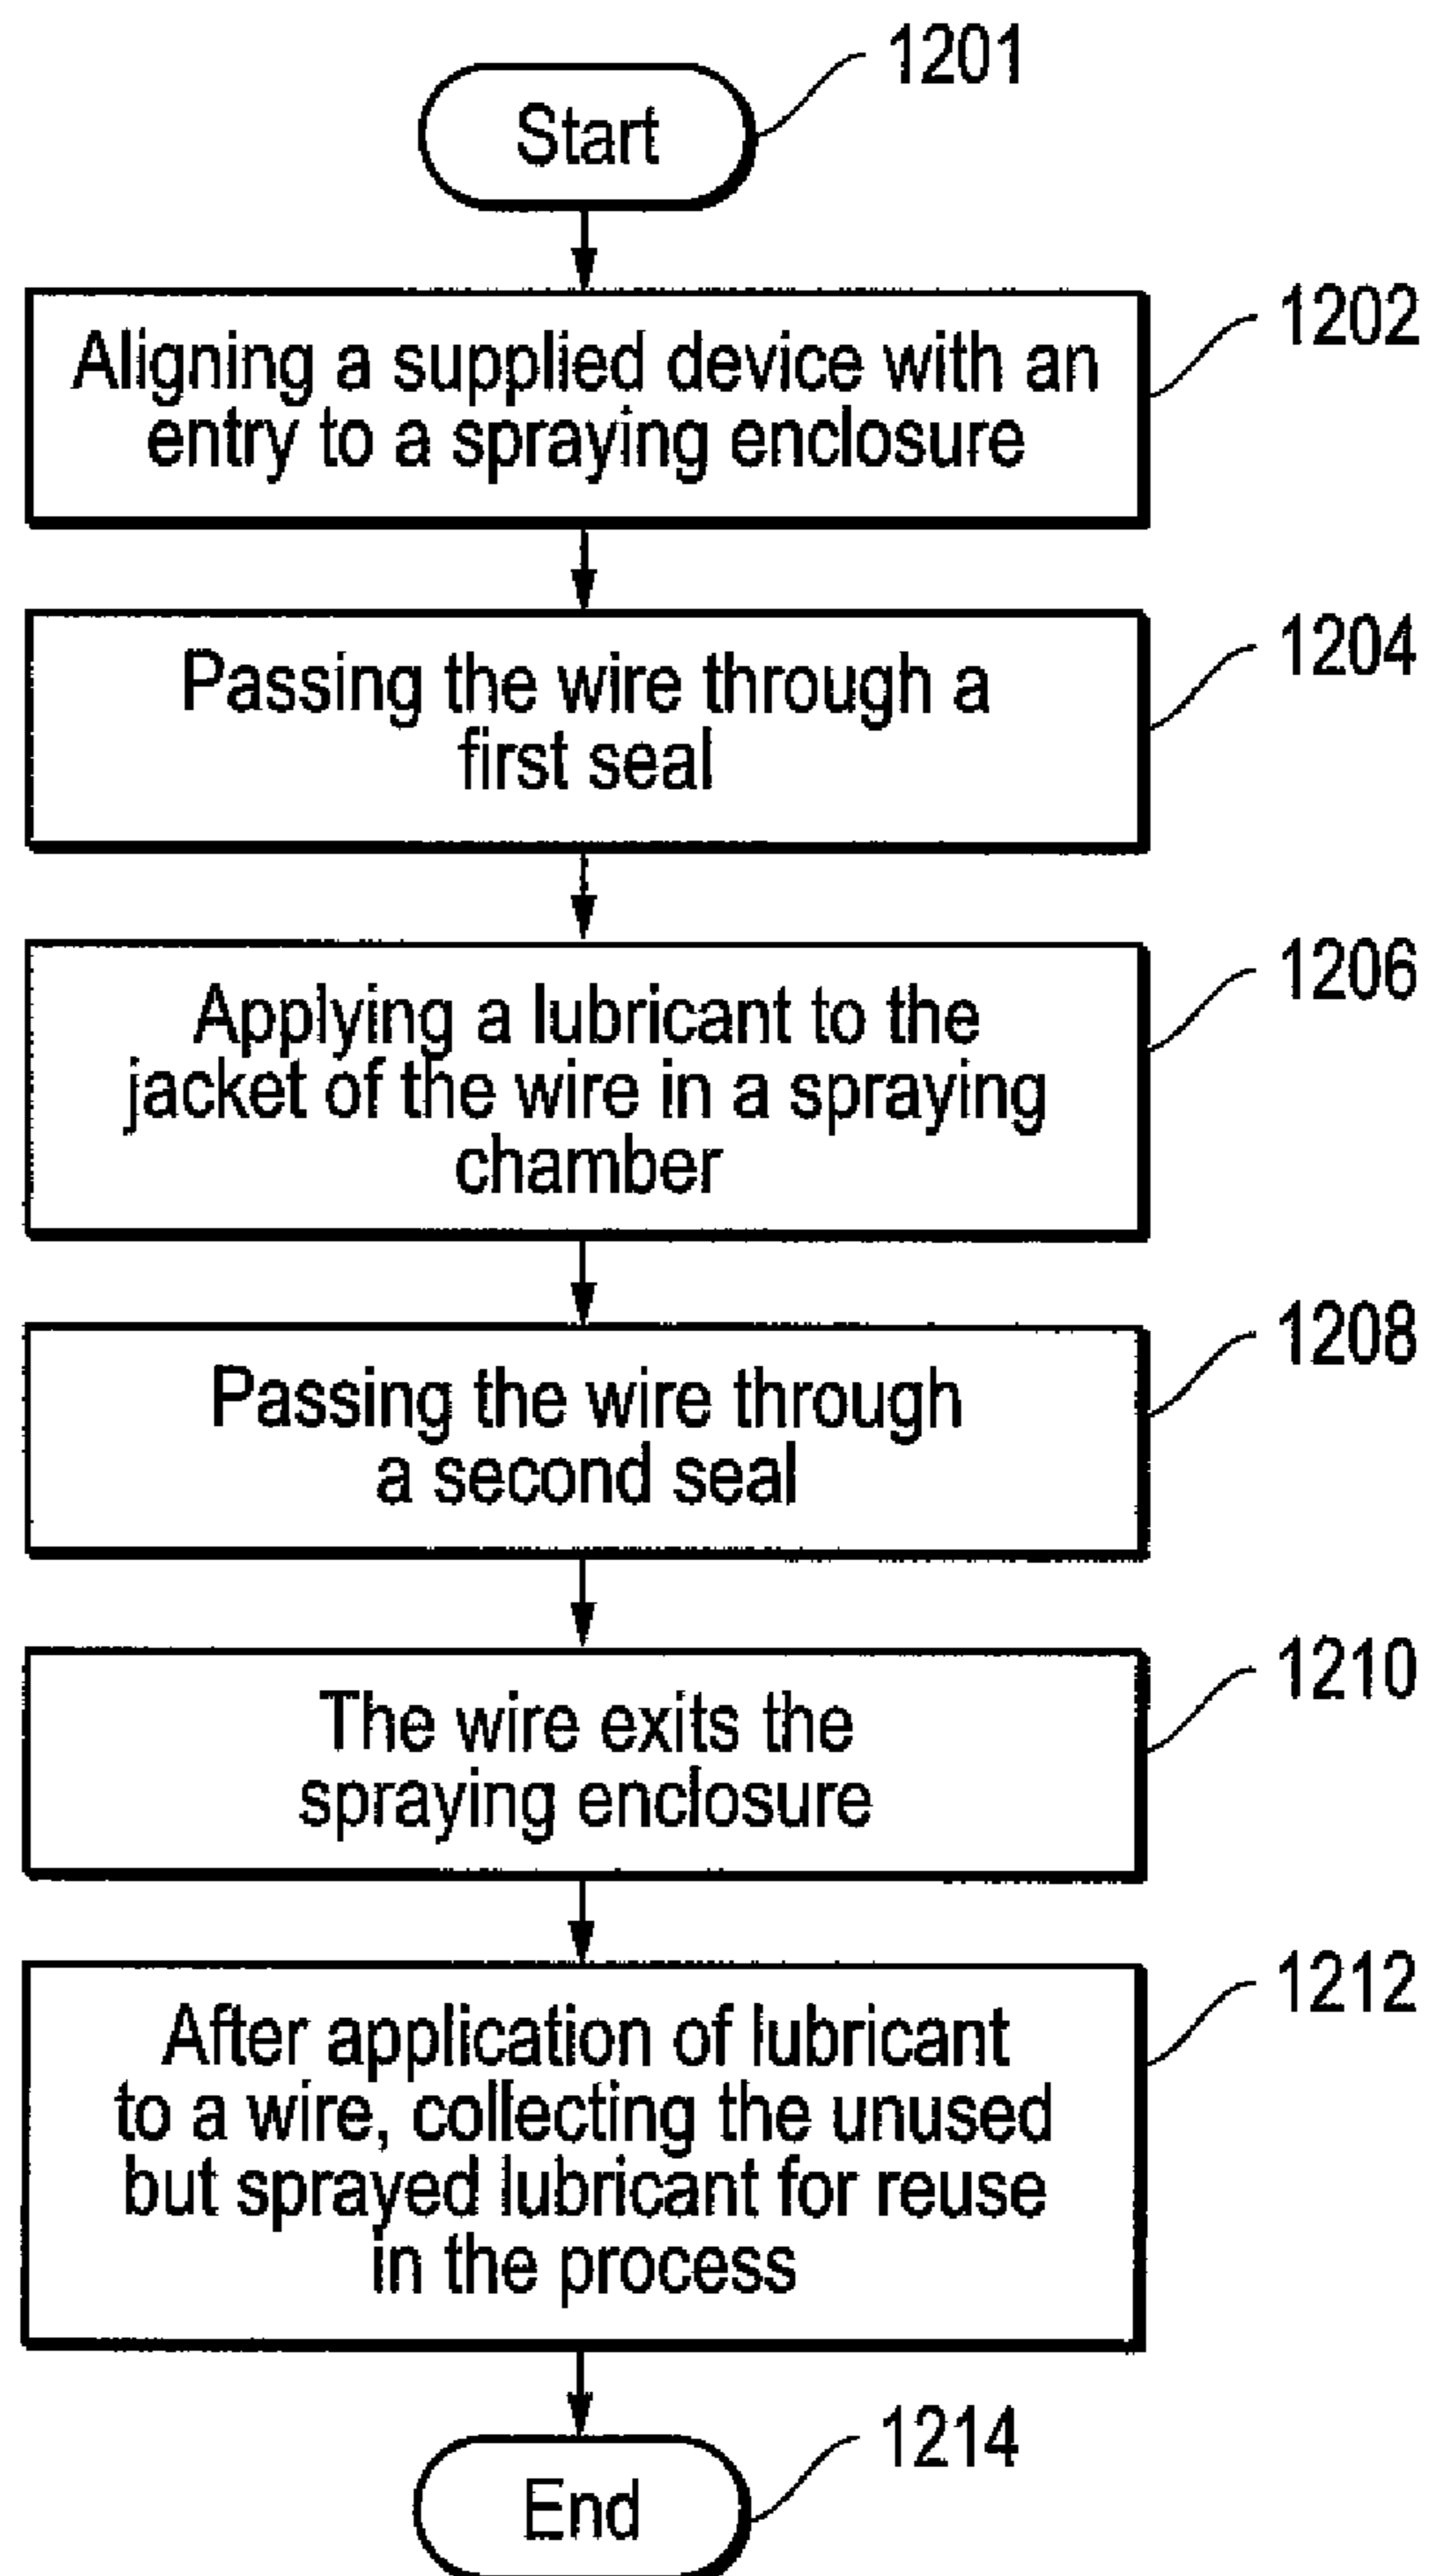 1201
Start
1202
Aligning a supplied device with an
entry to a spraying enclosure
1204
Passing the wire through a
first seal
1206
Applying a lubricant to the
jacket of the wire in a spraying
chamber
1208
Passing the wire through
a second seal
1210
The wire exits the
spraying enclosure
1212
After application of lubricant
to a wire, collecting the unused
but sprayed lubricant for reuse
in the process
1214
End